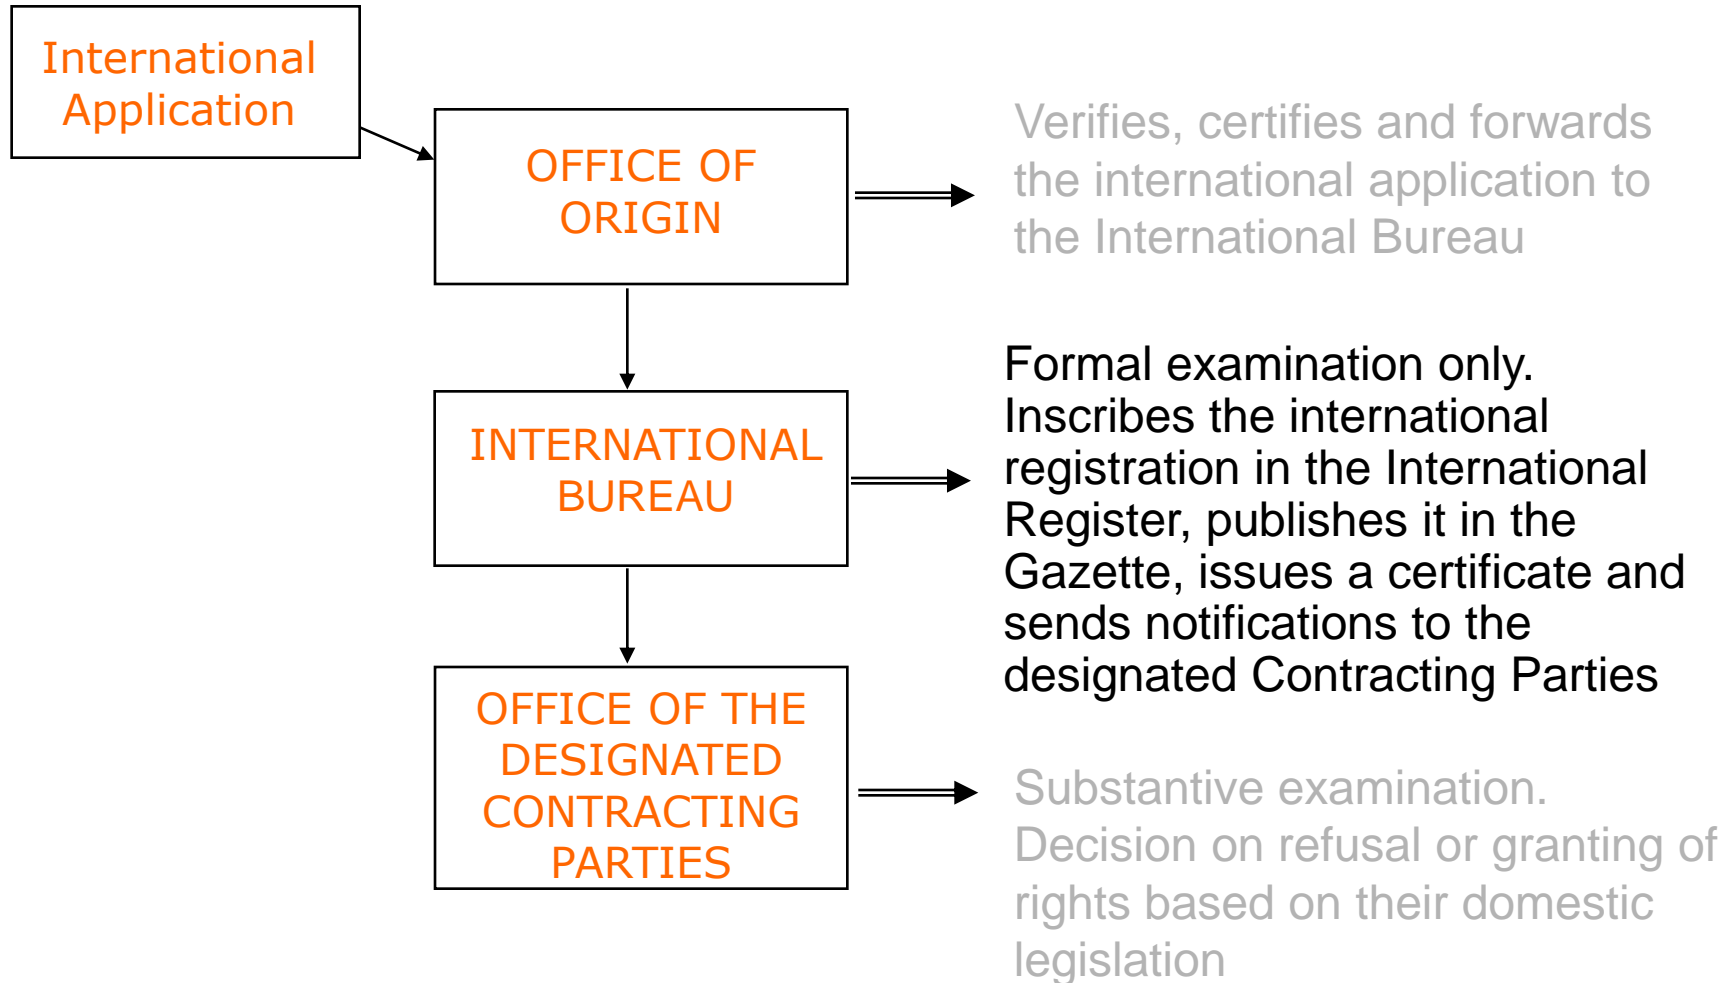 International
Application
OFFICE OF
ORIGIN
Verifies, certifies and forwards
the international application to
the International Bureau
INTERNATIONAL
BUREAU
Formal examination only.
Inscribes the international
registration in the International
Register, publishes it in the
Gazette, issues a certificate and
sends notifications to the
designated Contracting Parties
OFFICE OF THE
DESIGNATED
CONTRACTING
PARTIES
Substantive examination.
Decision on refusal or granting of
rights based on their domestic
legislation